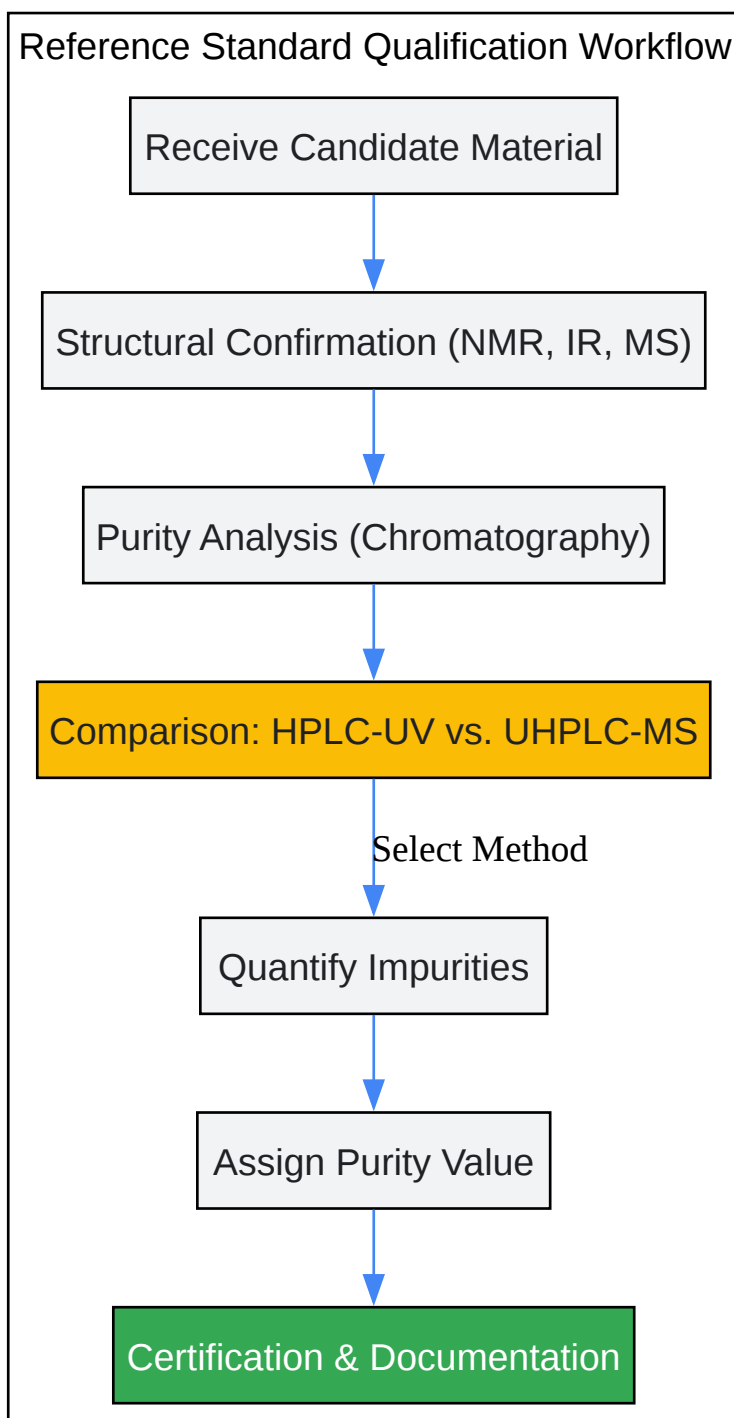 Reference Standard Qualification Workflow
Receive Candidate Material
Structural Confirmation (NMR, IR, MS)
Purity Analysis (Chromatography)
Comparison: HPLC-UV vs. UHPLC-MS
Select Method
Quantify Impurities
Assign Purity Value
Certification & Documentation